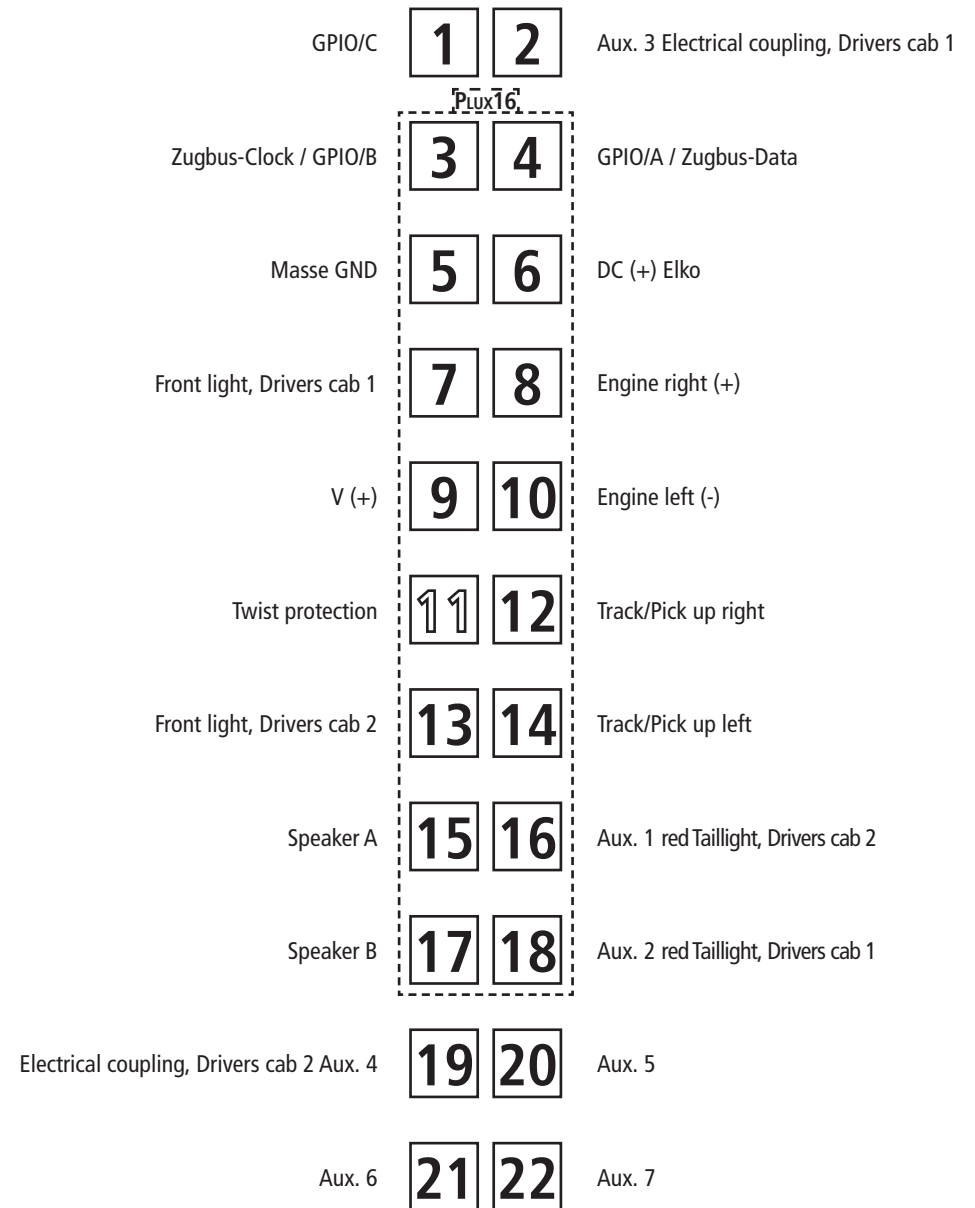 GPIO/C 1 2 Aux. 3 Electrical coupling, Drivers cab 1
PLUX16
Zugbus-Clock / GPIO/B 3 4 GPIO/A / Zugbus-Data
Masse GND 5 6 DC (+) Elko
Front light, Drivers cab 1 7 8 Engine right (+)
V (+) 9 10 Engine left (-)
Twist protection 11 12 Track/Pick up right
Front light, Drivers cab 2 13 14 Track/Pick up left
Speaker A 15 16 Aux. 1 red Taillight, Drivers cab 2
Speaker B 17 18 Aux. 2 red Taillight, Drivers cab 1
Electrical coupling, Drivers cab 2 Aux. 4 19 20 Aux. 5
Aux. 6 21 22 Aux. 7